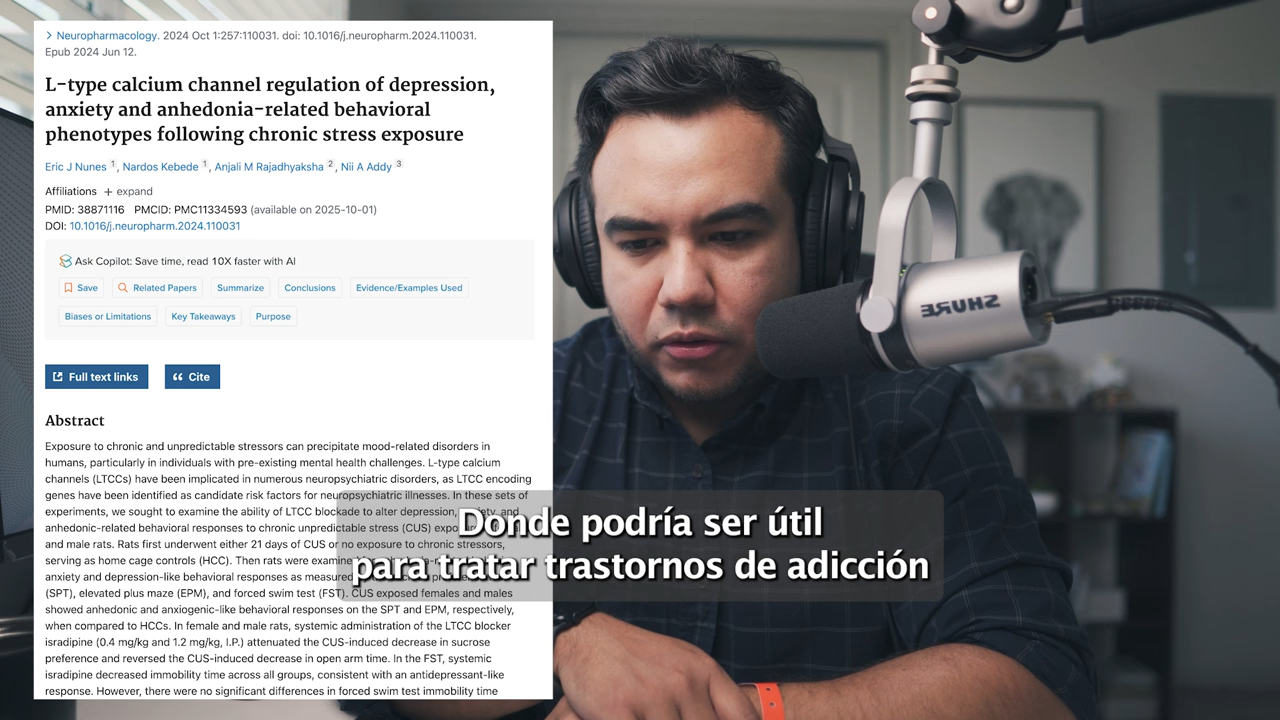 Neuropharmacology. 2024 Oct 1:257:110031. doi: 10.1016/j.neuropharm.2024.110031.
Epub 2024 Jun 12.
L-type calcium channel regulation of depression,
anxiety and anhedonia-related behavioral
phenotypes following chronic stress exposure
Eric J Nunes 1, Nardos Kebede 1, Anjali M Rajadhyaksha 2, Nii A Addy 3
Affiliations + expand
PMID: 38871116 PMCID: PMC11334593 (available on 2025-10-01)
DOI: 10.1016/j.neuropharm.2024.110031
Ask Copilot: Save time, read 10X faster with AI
Save Related Papers Summarize Conclusions Evidence/Examples Used
Biases or Limitations Key Takeaways Purpose
Full text links Cite
Abstract
Exposure to chronic and unpredictable stressors can precipitate mood-related disorders in
humans, particularly in individuals with pre-existing mental health challenges. L-type calcium
channels (LTCCs) have been implicated in numerous neuropsychiatric disorders, as LTCC encoding
genes have been identified as candidate risk factors for neuropsychiatric illnesses. In these sets of
experiments, we sought to examine the ability of LTCC blockade to alter depression, and
anhedonic-related behavioral responses to chronic unpredictable stress (CUS)
and male rats. Rats first underwent either 21 days of CUS or no exposure to chronic stressors,
serving as home cage controls (HCC). Then rats were
anxiety and depression-like behavioral responses as measured
(SPT), elevated plus maze (EPM), and forced swim test (FST). CUS exposed females and males
showed anhedonic and anxiogenic-like behavioral responses on the SPT and EPM, respectively,
when compared to HCCs. In female and male rats, systemic administration of the LTCC blocker
isradipine (0.4 mg/kg and 1.2 mg/kg, I.P.) attenuated the CUS-induced decrease in sucrose
preference and reversed the CUS-induced decrease in open arm time. In the FST, systemic
isradipine decreased immobility time across all groups, consistent with an antidepressant-like
response. However, there were no significant differences in forced swim test immobility time
Donde podría ser útil
para tratar trastornos de adicción
SHURE